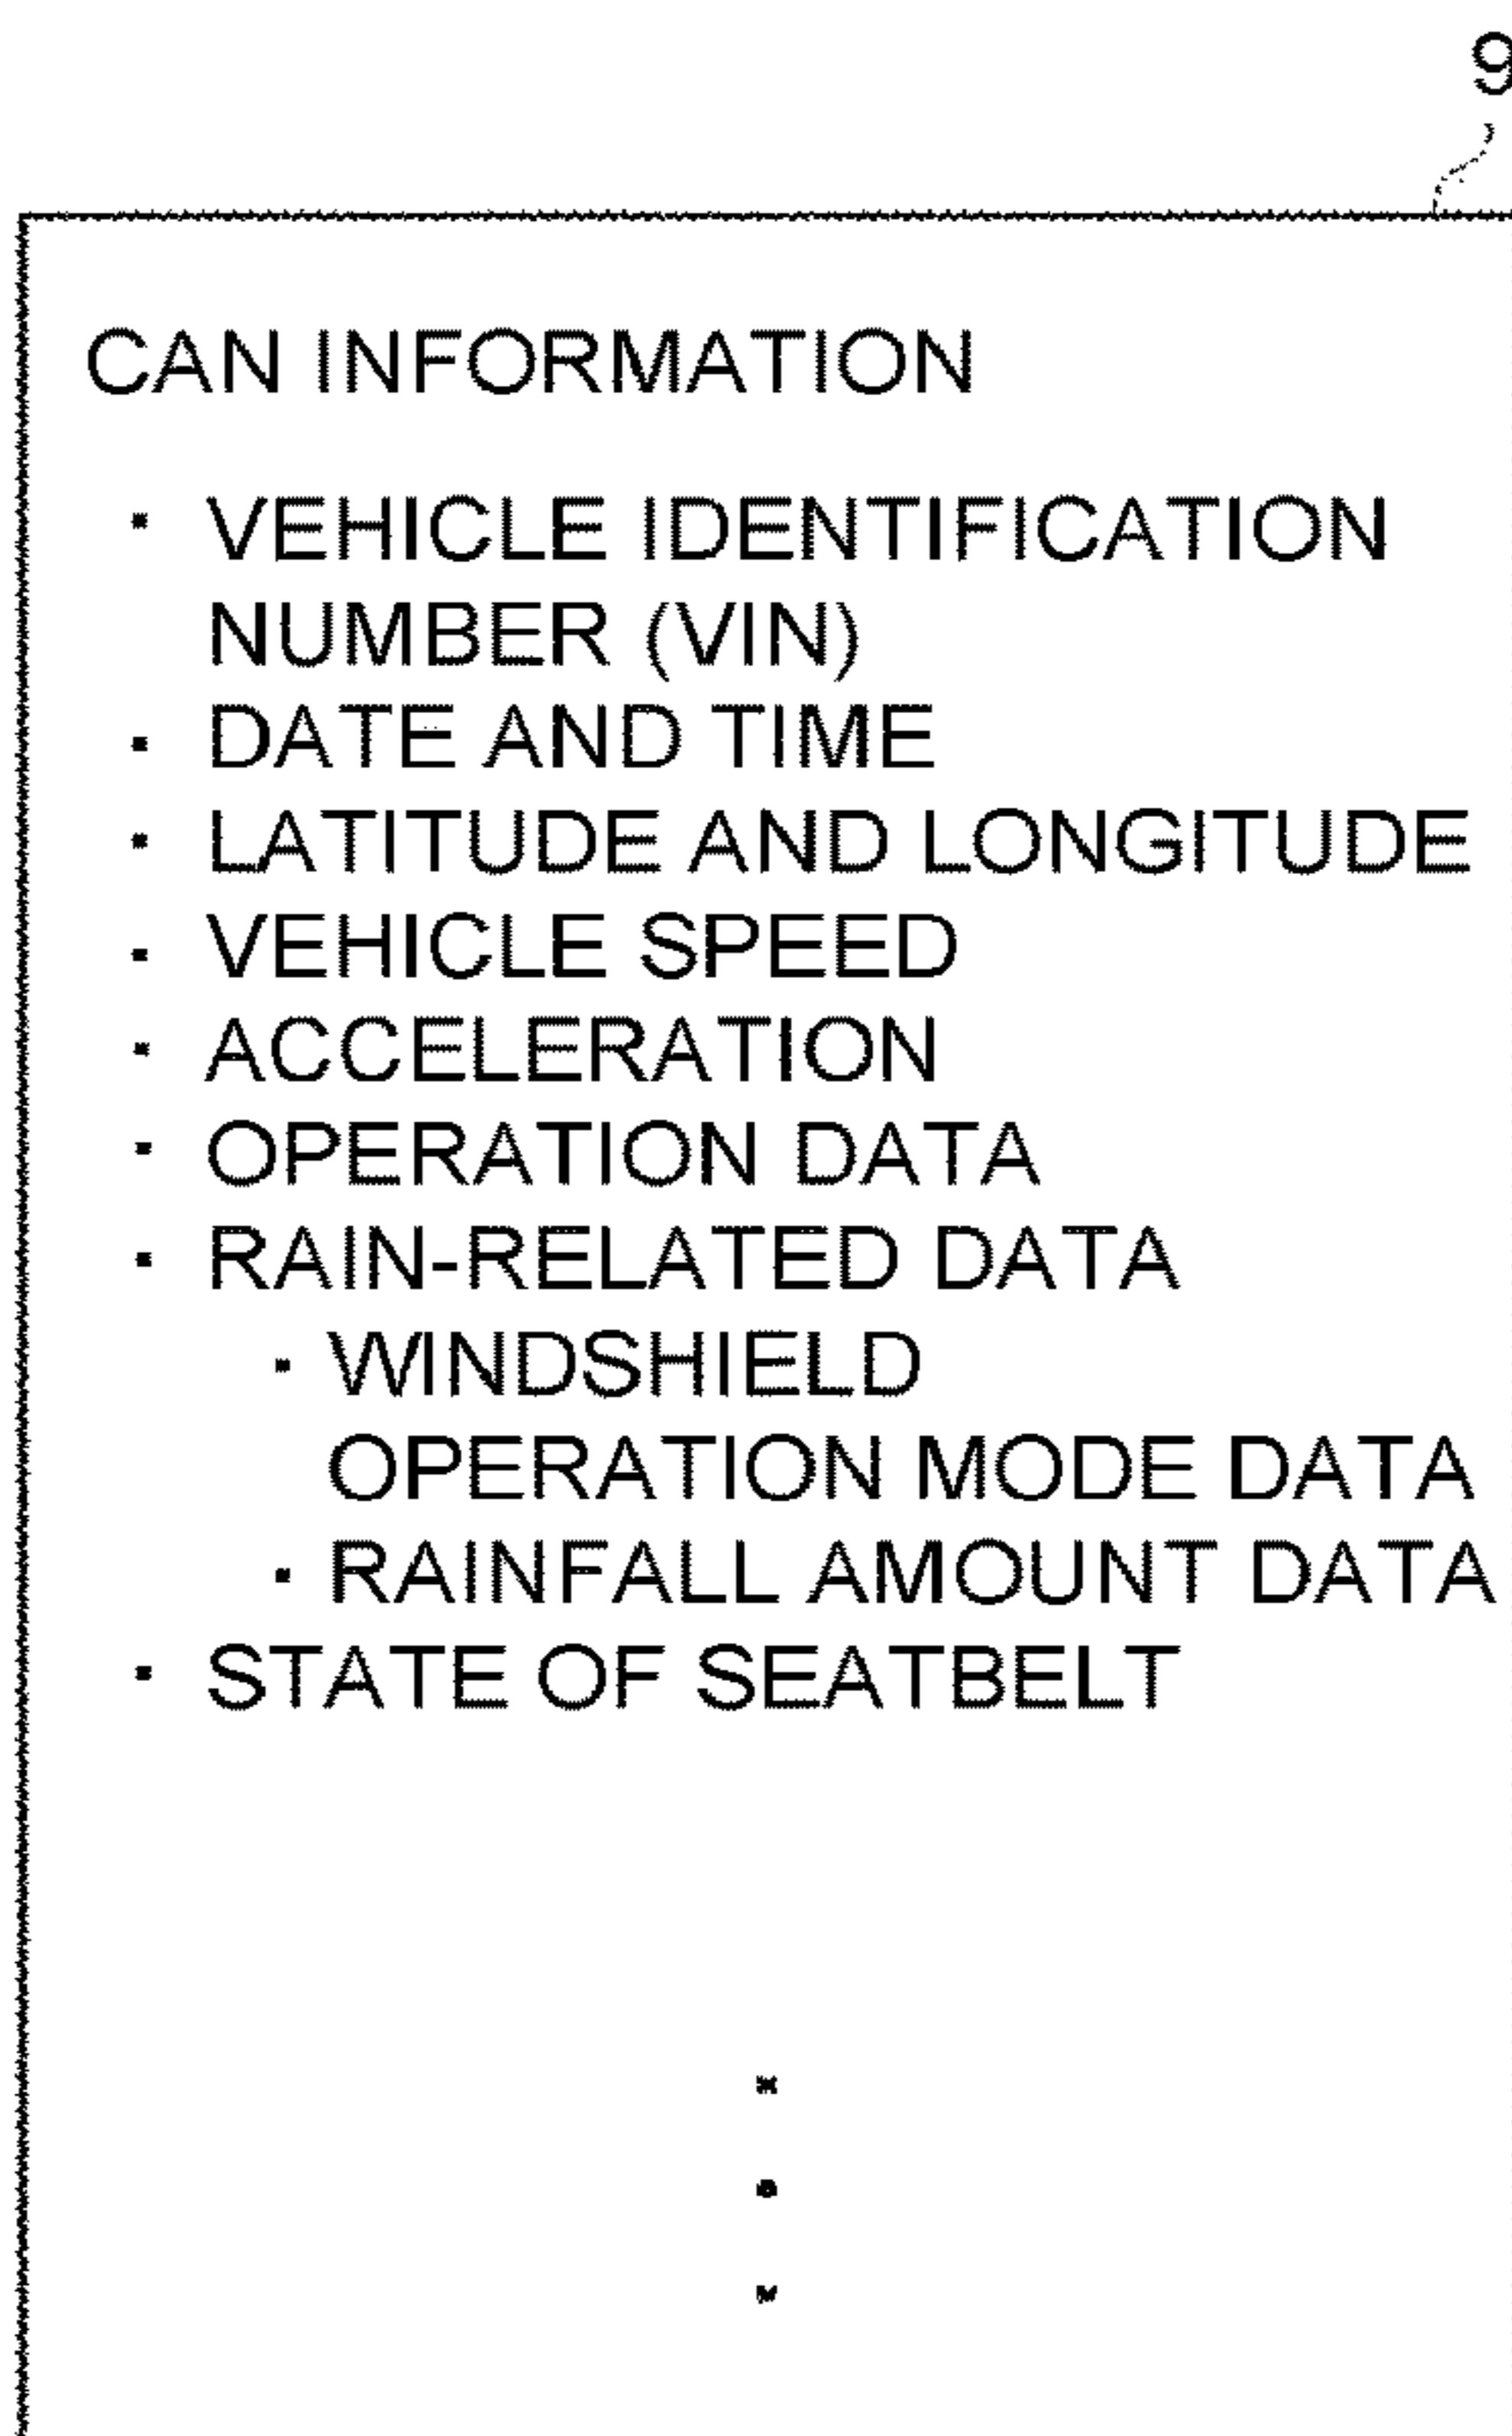 9
CAN INFORMATION
· VEHICLE IDENTIFICATION
NUMBER (VIN)
· DATE AND TIME
· LATITUDE AND LONGITUDE
· VEHICLE SPEED
· ACCELERATION
· OPERATION DATA
· RAIN-RELATED DATA
· WINDSHIELD
OPERATION MODE DATA
· RAINFALL AMOUNT DATA
· STATE OF SEATBELT